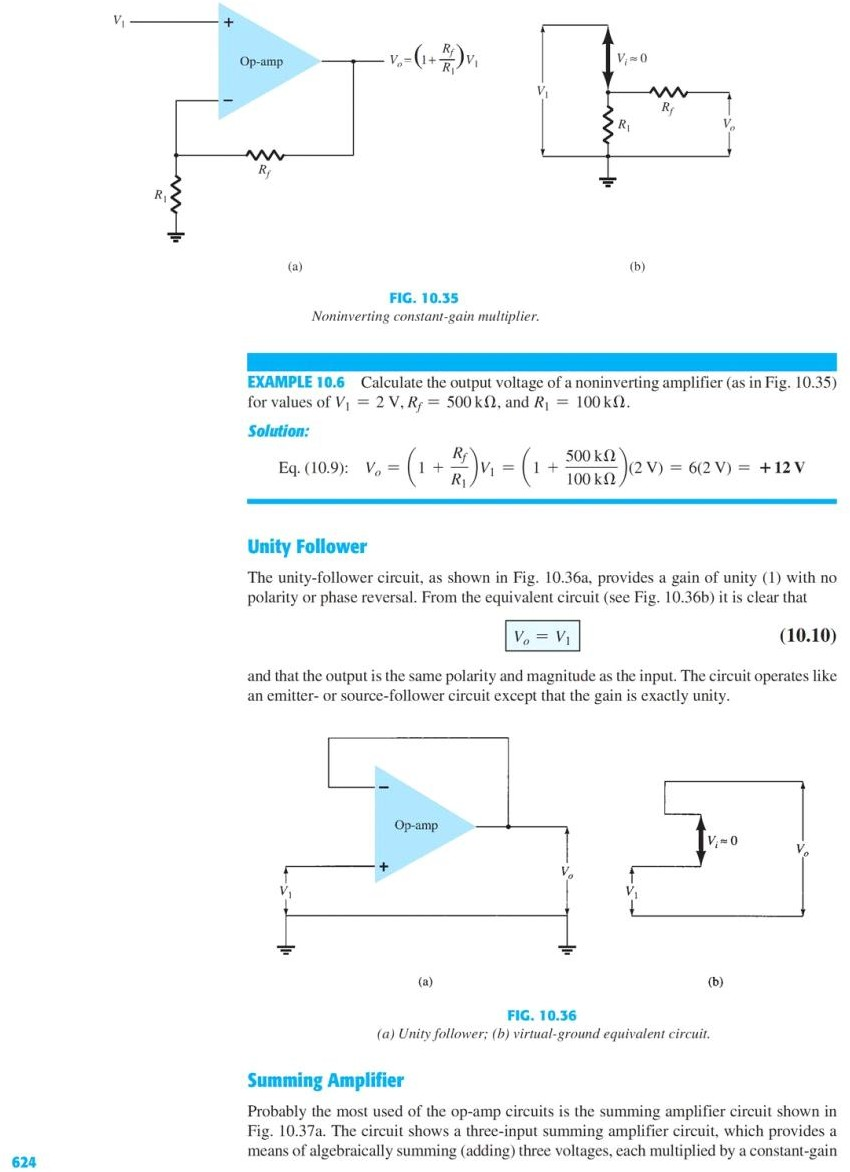 V₁
+
Op-amp
−
Vₒ = (1 + R_f/R₁)V₁
R_f
R₁
(a)
V₁
Vᵢ ≈ 0
R_f
R₁
Vₒ
(b)
FIG. 10.35
Noninverting constant-gain multiplier.
EXAMPLE 10.6 Calculate the output voltage of a noninverting amplifier (as in Fig. 10.35)
for values of V₁ = 2 V, R_f = 500 kΩ, and R₁ = 100 kΩ.
Solution:
Eq. (10.9): Vₒ = (1 + R_f/R₁)V₁ = (1 + 500 kΩ/100 kΩ)(2 V) = 6(2 V) = +12 V
Unity Follower
The unity-follower circuit, as shown in Fig. 10.36a, provides a gain of unity (1) with no
polarity or phase reversal. From the equivalent circuit (see Fig. 10.36b) it is clear that
Vₒ = V₁ (10.10)
and that the output is the same polarity and magnitude as the input. The circuit operates like
an emitter- or source-follower circuit except that the gain is exactly unity.
−
Op-amp
+
V₁
Vₒ
(a)
Vᵢ ≈ 0
V₁
Vₒ
(b)
FIG. 10.36
(a) Unity follower; (b) virtual-ground equivalent circuit.
Summing Amplifier
Probably the most used of the op-amp circuits is the summing amplifier circuit shown in
Fig. 10.37a. The circuit shows a three-input summing amplifier circuit, which provides a
means of algebraically summing (adding) three voltages, each multiplied by a constant-gain
624